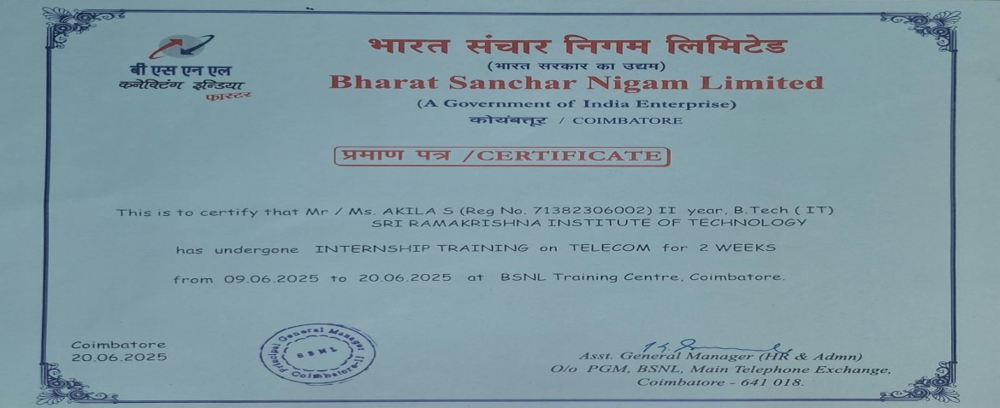 बी एस एन एल
कनेक्टिंग इन्डिया
फास्टर
भारत संचार निगम लिमिटेड
(भारत सरकार का उद्यम)
Bharat Sanchar Nigam Limited
(A Government of India Enterprise)
कोयंबत्तूर / COIMBATORE
प्रमाण पत्र /CERTIFICATE
This is to certify that Mr / Ms. AKILA S (Reg No. 71382306002) II year, B.Tech ( IT)
SRI RAMAKRISHNA INSTITUTE OF TECHNOLOGY
has undergone INTERNSHIP TRAINING on TELECOM for 2 WEEKS
from 09.06.2025 to 20.06.2025 at BSNL Training Centre, Coimbatore.
Coimbatore
20.06.2025
Principal General Manager
BSNL
Coimbatore-11
Asst. General Manager (HR & Admn)
O/o PGM, BSNL, Main Telephone Exchange,
Coimbatore - 641 018.